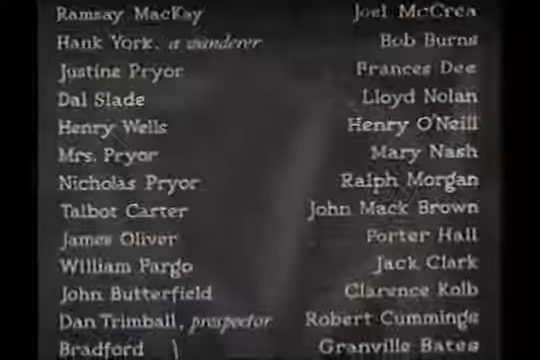 Ramsay MacKay Joel McCrea
Hank York, a wanderer Bob Burns
Justine Pryor Frances Dee
Dal Slade Lloyd Nolan
Henry Wells Henry O'Neill
Mrs. Pryor Mary Nash
Nicholas Pryor Ralph Morgan
Talbot Carter John Mack Brown
James Oliver Porter Hall
William Fargo Jack Clark
John Butterfield Clarence Kolb
Dan Trimball, prospector Robert Cummings
Bradford Granville Bates